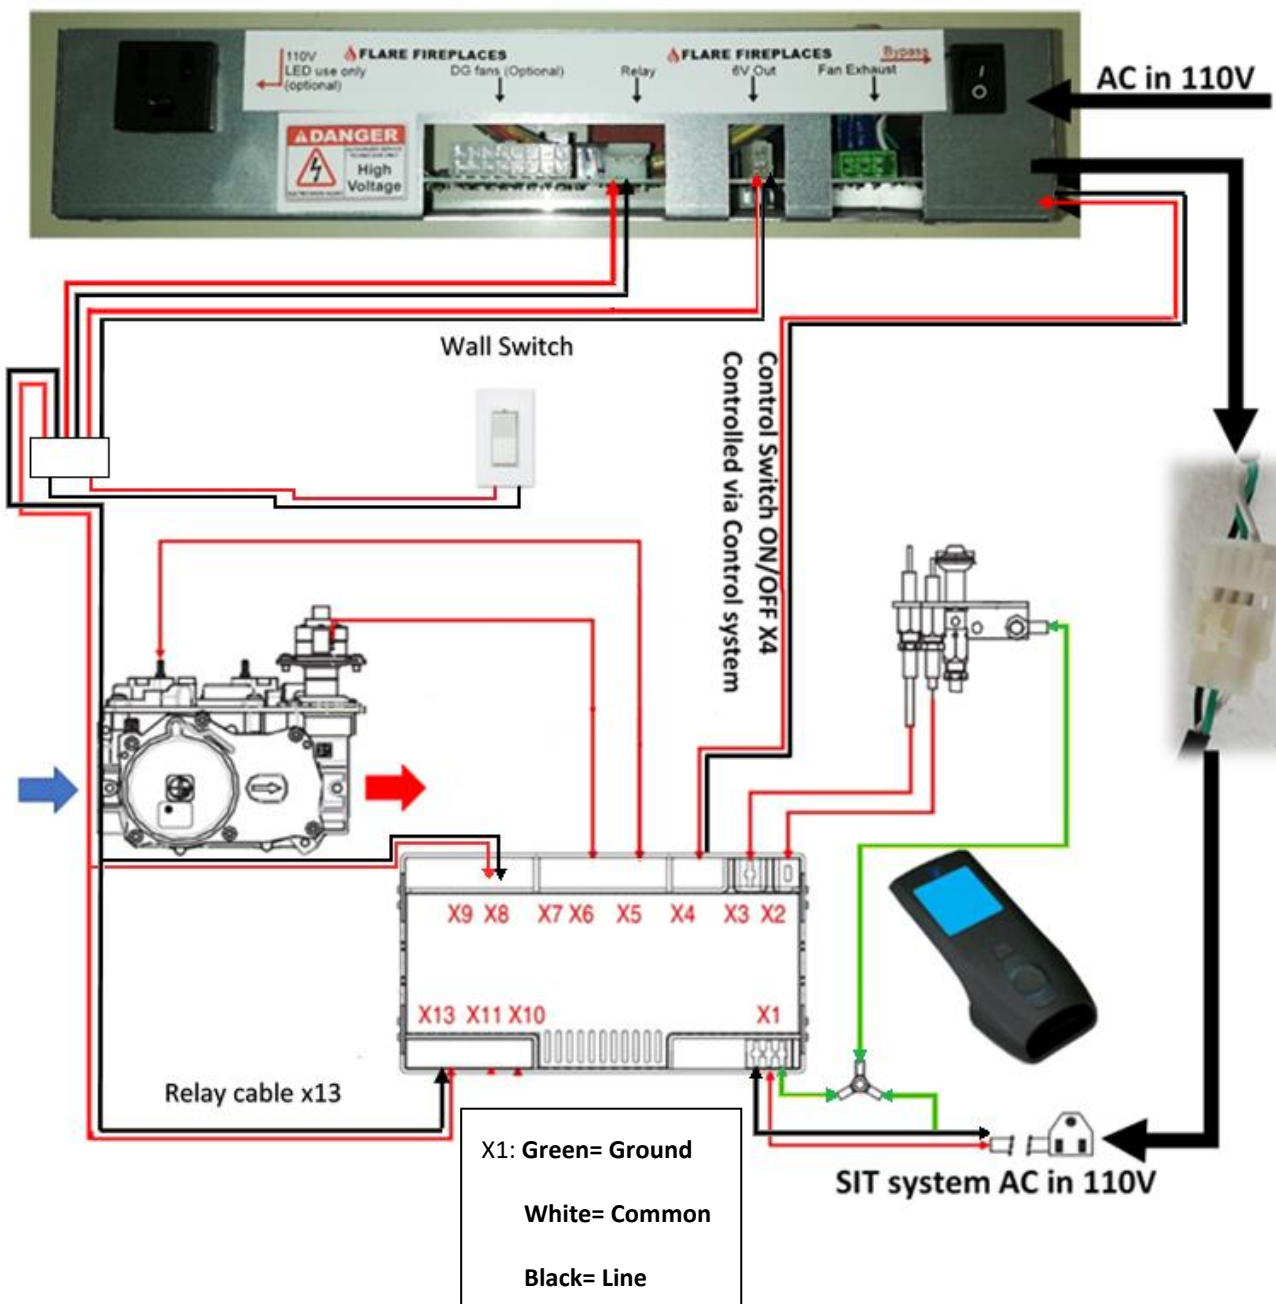 110V
LED use only
(optional)
FLARE FIREPLACES
DG fans (Optional)
Relay
FLARE FIREPLACES
6V Out
Fan Exhaust
Bypass
AC in 110V
DANGER
High
Voltage
Wall Switch
Control Switch ON/OFF X4
Controlled via Control system
X9 X8 X7 X6 X5 X4 X3 X2
X13 X11 X10 X1
Relay cable x13
X1: Green= Ground
White= Common
Black= Line
SIT system AC in 110V